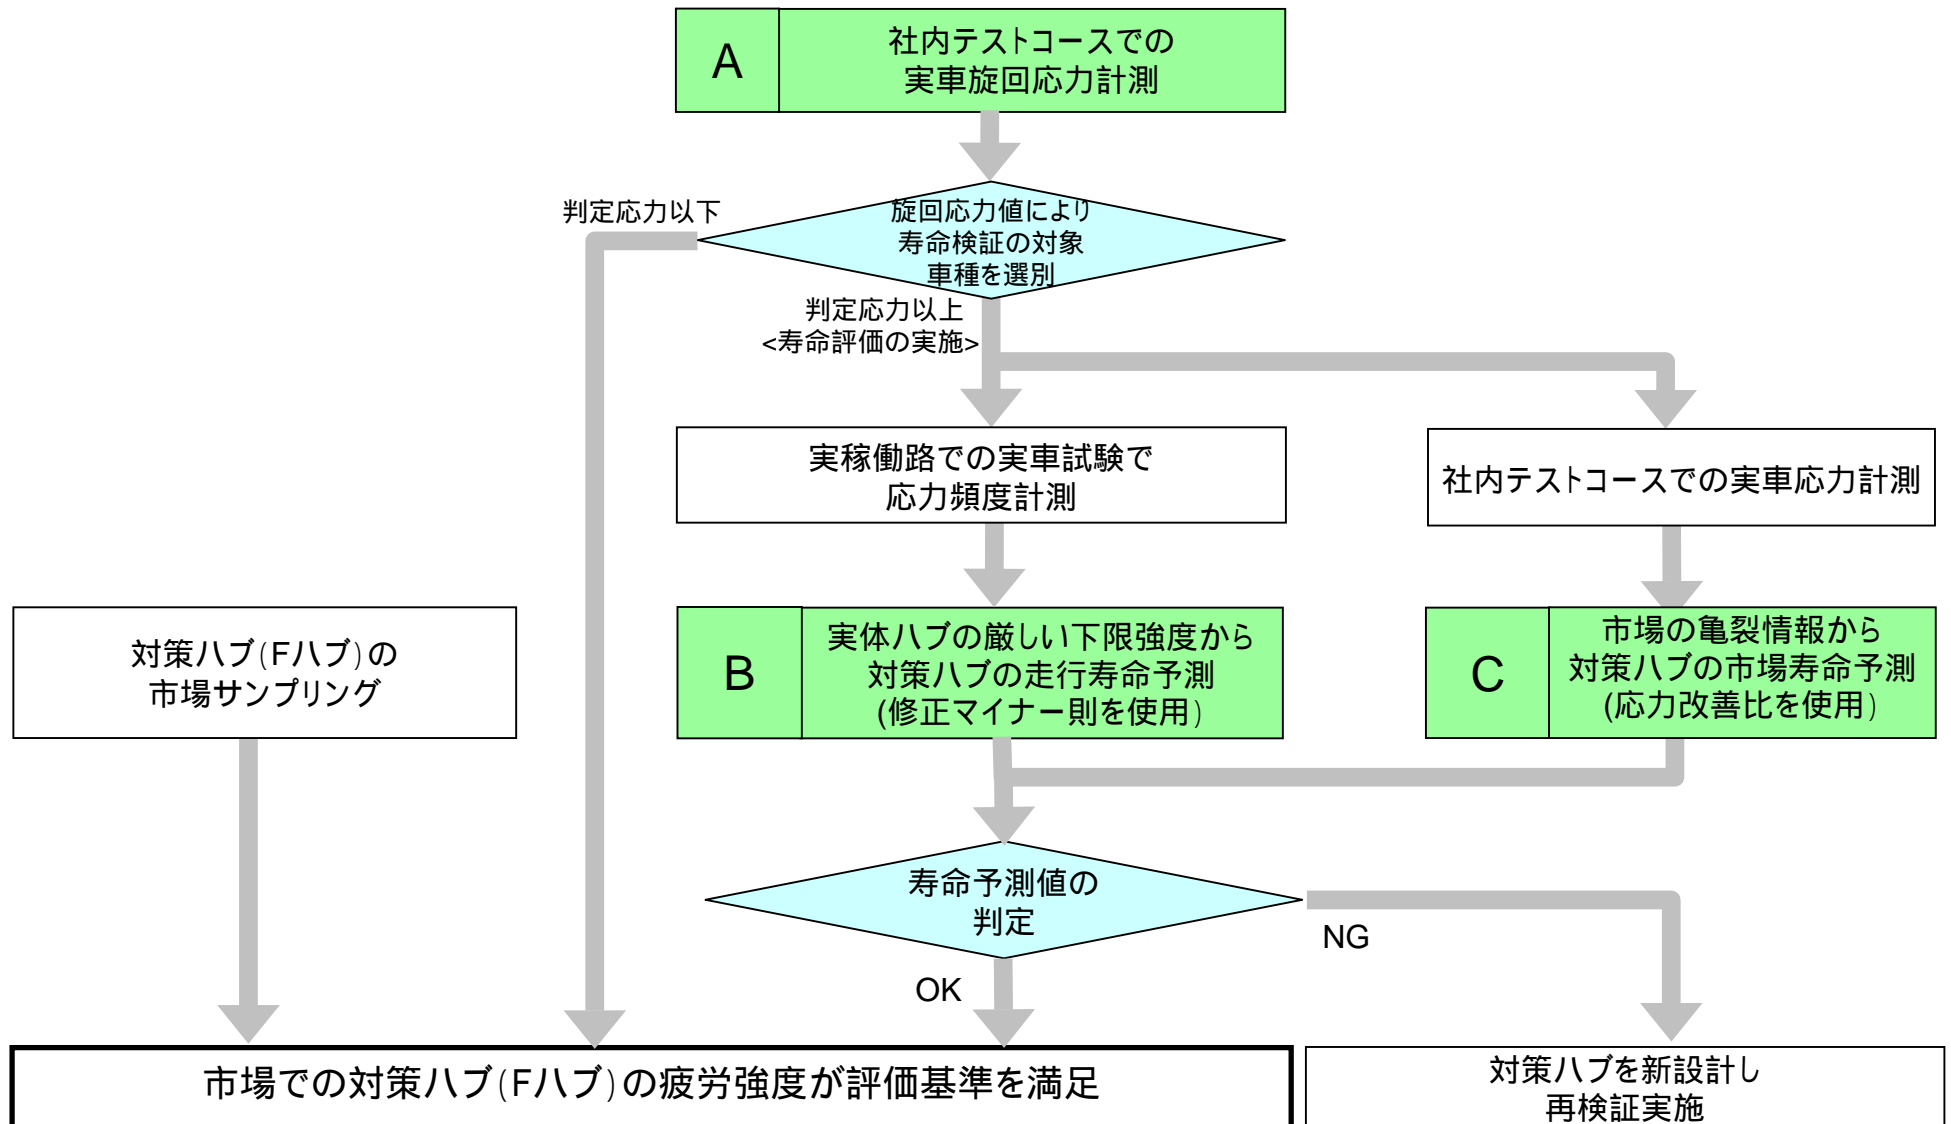 A
社内テストコースでの
実車旋回応力計測
判定応力以下
旋回応力値により
寿命検証の対象
車種を選別
判定応力以上
<寿命評価の実施>
実稼働路での実車試験で
応力頻度計測
社内テストコースでの実車応力計測
対策ハブ(Fハブ)の
市場サンプリング
B
実体ハブの厳しい下限強度から
対策ハブの走行寿命予測
(修正マイナー則を使用)
C
市場の亀裂情報から
対策ハブの市場寿命予測
(応力改善比を使用)
寿命予測値の
判定
NG
OK
市場での対策ハブ(Fハブ)の疲労強度が評価基準を満足
対策ハブを新設計し
再検証実施